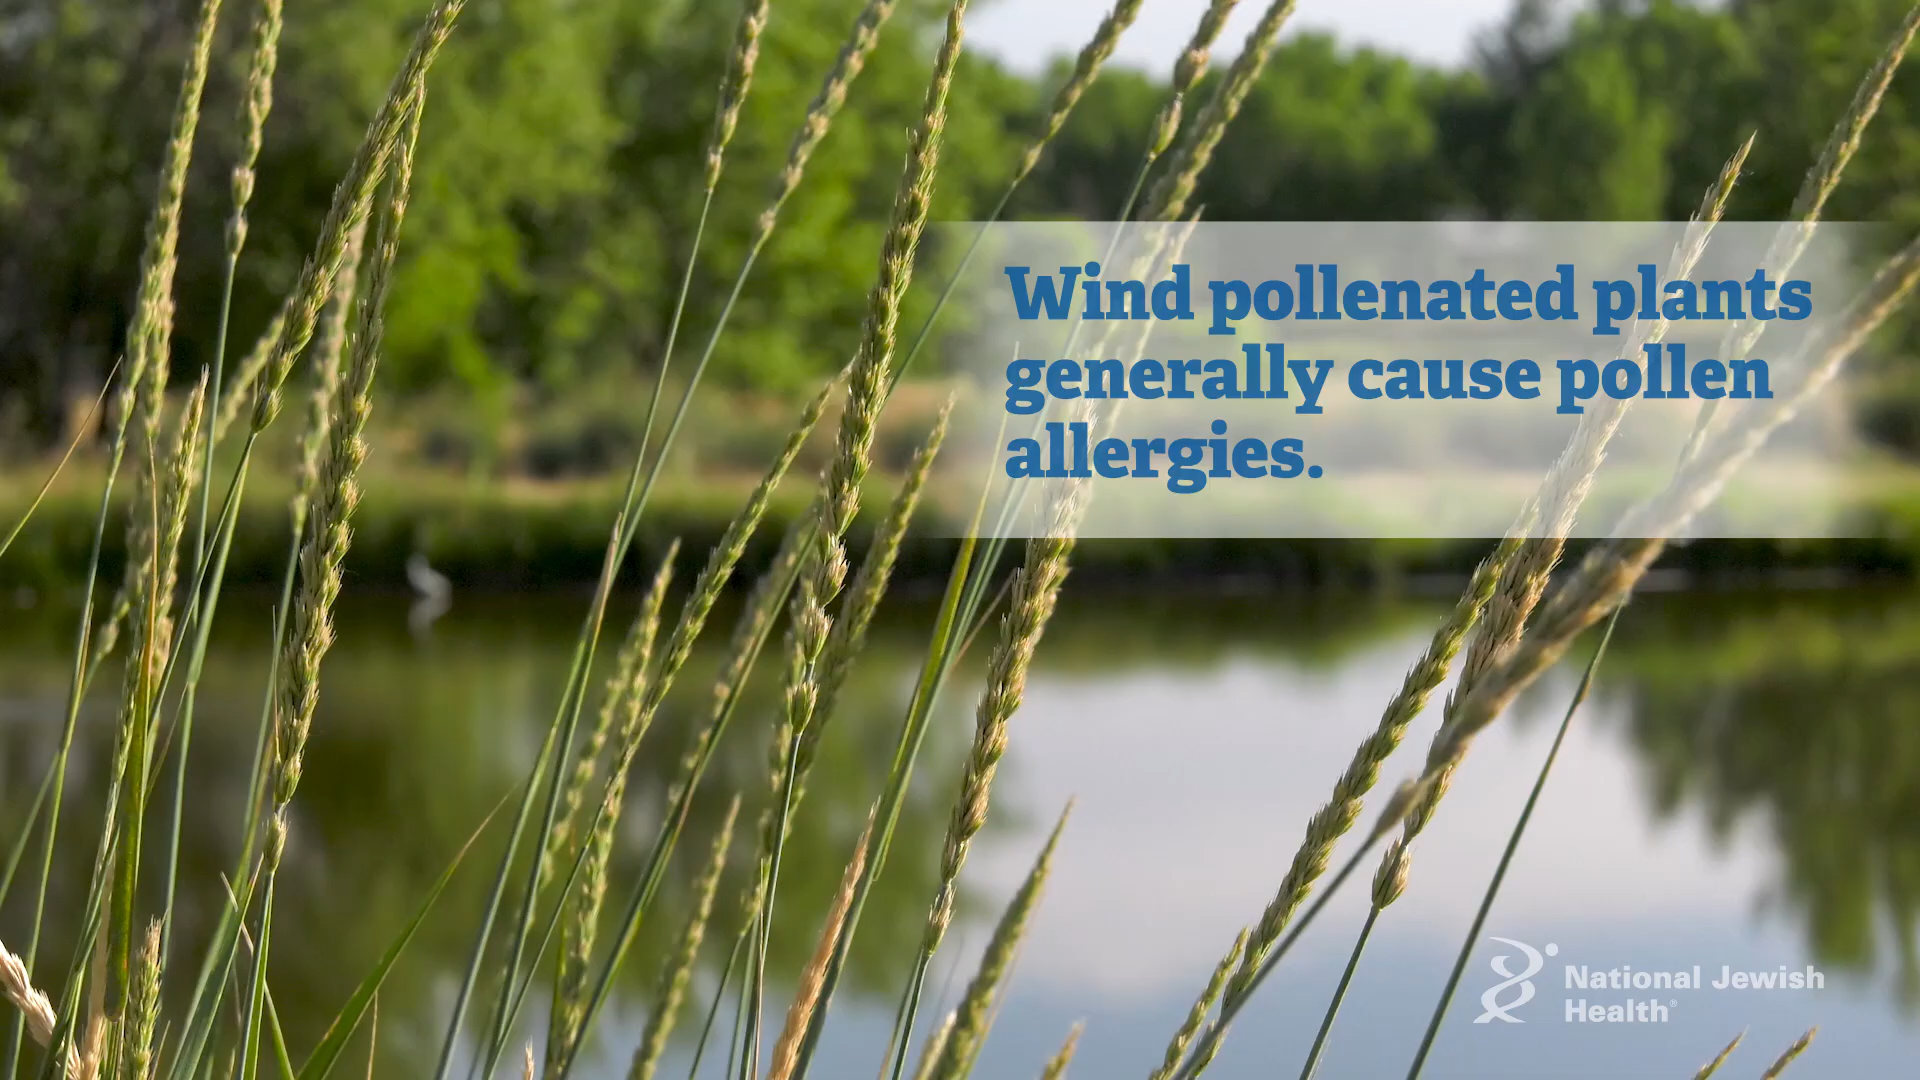 Wind pollenated plants
generally cause pollen
allergies.
National Jewish
Health®